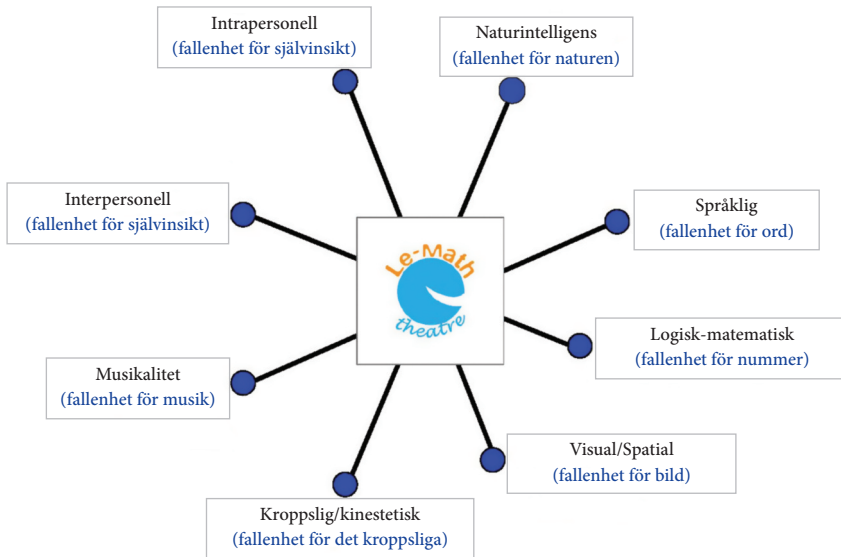 Intrapersonell
(fallenhet för självinsikt)
Naturintelligens
(fallenhet för naturen)
Interpersonell
(fallenhet för självinsikt)
Språklig
(fallenhet för ord)
Le-Math
theatre
Logisk-matematisk
(fallenhet för nummer)
Musikalitet
(fallenhet för musik)
Visual/Spatial
(fallenhet för bild)
Kroppslig/kinestetisk
(fallenhet för det kroppsliga)